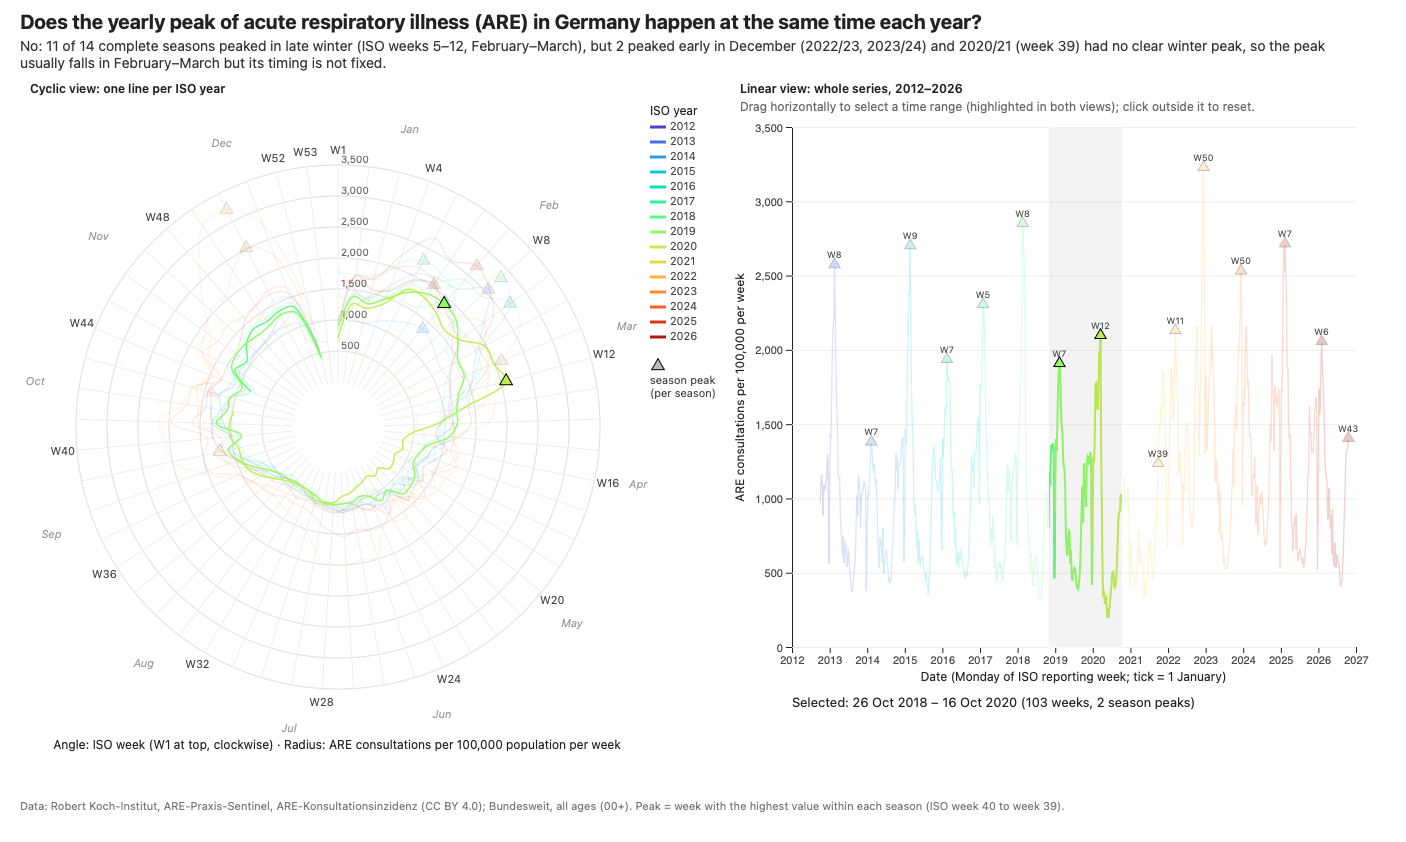 Does the yearly peak of acute respiratory illness (ARE) in Germany happen at the same time each year?
No: 11 of 14 complete seasons peaked in late winter (ISO weeks 5–12, February–March), but 2 peaked early in December (2022/23, 2023/24) and 2020/21 (week 39) had no clear winter peak, so the peak
usually falls in February–March but its timing is not fixed.
Cyclic view: one line per ISO year
Jan
Dec
W52
W53
W1
W4
3,500
3,000
2,500
2,000
1,500
1,000
500
Feb
W8
Mar
W12
W16
Apr
W20
May
W24
Jun
W28
Jul
W32
Aug
W36
Sep
W40
Oct
W44
Nov
W48
Angle: ISO week (W1 at top, clockwise) · Radius: ARE consultations per 100,000 population per week
ISO year
2012
2013
2014
2015
2016
2017
2018
2019
2020
2021
2022
2023
2024
2025
2026
season peak
(per season)
Linear view: whole series, 2012–2026
Drag horizontally to select a time range (highlighted in both views); click outside it to reset.
ARE consultations per 100,000 per week
3,500
3,000
2,500
2,000
1,500
1,000
500
0
W8
W7
W9
W7
W5
W8
W7
W12
W39
W11
W50
W50
W7
W6
W43
2012
2013
2014
2015
2016
2017
2018
2019
2020
2021
2022
2023
2024
2025
2026
2027
Date (Monday of ISO reporting week; tick = 1 January)
Selected: 26 Oct 2018 – 16 Oct 2020 (103 weeks, 2 season peaks)
Data: Robert Koch-Institut, ARE-Praxis-Sentinel, ARE-Konsultationsinzidenz (CC BY 4.0); Bundesweit, all ages (00+). Peak = week with the highest value within each season (ISO week 40 to week 39).